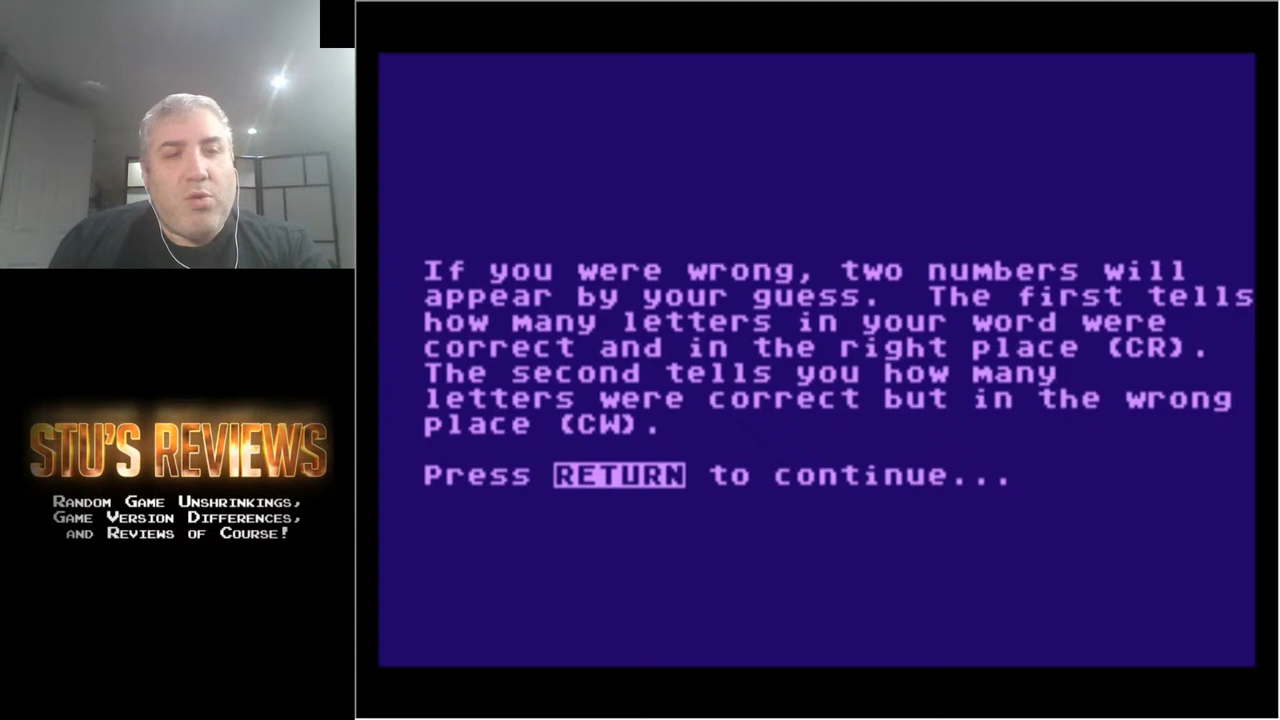 If you were wrong, two numbers will
appear by your guess.  The first tells
how many letters in your word were
correct and in the right place (CR).
The second tells you how many
letters were correct but in the wrong
place (CW).
Press RETURN to continue...
STU'S REVIEWS
RANDOM GAME UNSHRINKINGS,
GAME VERSION DIFFERENCES,
AND REVIEWS OF COURSE!